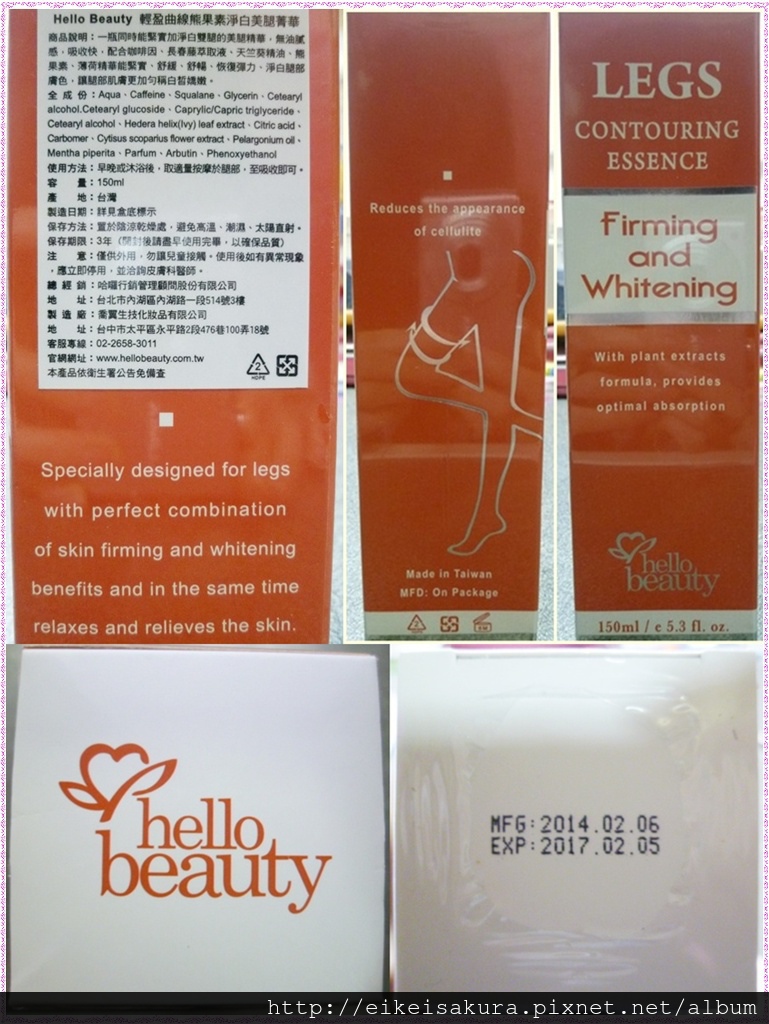 Hello Beauty 輕盈曲線熊果素淨白美腿菁華
商品說明：一瓶同時能緊實加淨白雙腿的美腿精華，無油膩
感，吸收快，配合咖啡因、長春藤萃取液、天竺葵精油、熊
果素、薄荷精華能緊實、舒緩、舒暢、恢復彈力、淨白腿部
膚色，讓腿部肌膚更加勻稱白皙嬌嫩。
全成份：Aqua、Caffeine、Squalane、Glycerin、Cetearyl
alcohol.Cetearyl glucoside、Caprylic/Capric triglyceride、
Cetearyl alcohol、Hedera helix(Ivy) leaf extract、Citric acid、
Carbomer、Cytisus scoparius flower extract、Pelargonium oil、
Mentha piperita、Parfum、Arbutin、Phenoxyethanol
使用方法：早晚或沐浴後，取適量按摩於腿部，至吸收即可。
容量：150ml
產地：台灣
製造日期：詳見盒底標示
保存方法：置於陰涼乾燥處，避免高溫、潮濕、太陽直射。
保存期限：3年（開封後請盡早使用完畢，以確保品質）
注意：僅供外用，勿讓兒童接觸。使用後如有異常現象
，應立即停用，並洽詢皮膚科醫師。
總經銷：哈囉行銷管理顧問股份有限公司
地址：台北市內湖區內湖路一段514號3樓
製造廠：喬翼生技化妝品有限公司
地址：台中市太平區永平路2段476巷100弄18號
客服專線：02-2658-3011
官網網址：www.hellobeauty.com.tw
本產品依衛生署公告免備查
2
HDPE
Specially designed for legs
with perfect combination
of skin firming and whitening
benefits and in the same time
relaxes and relieves the skin.
Reduces the appearance
of cellulite
Made in Taiwan
MFD: On Package
LEGS
CONTOURING
ESSENCE
Firming
and
Whitening
With plant extracts
formula, provides
optimal absorption
hello
beauty
150ml / e 5.3 fl. oz.
hello
beauty
MFG:2014.02.06
EXP:2017.02.05
http://eikeisakura.pixnet.net/album